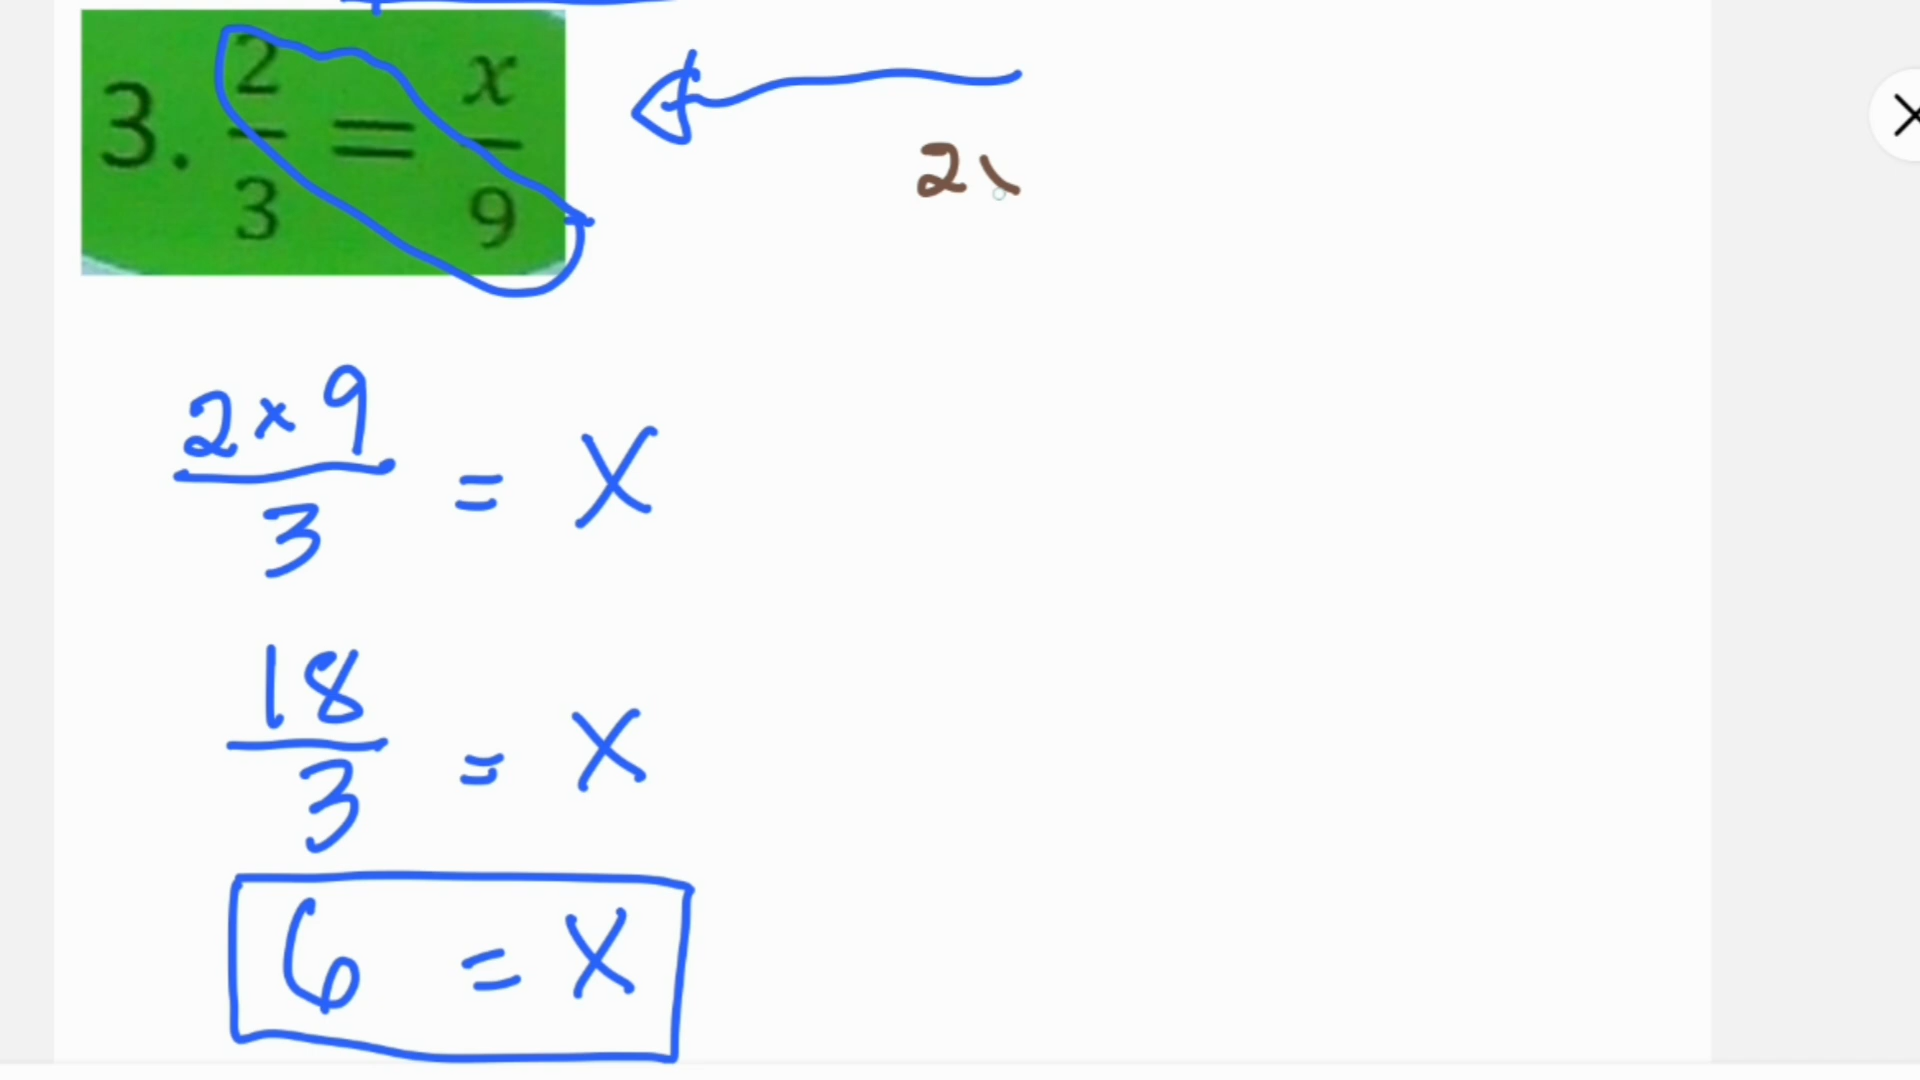 3. 2/3 = x/9
2x
2 × 9 / 3 = X
18 / 3 = X
6 = X